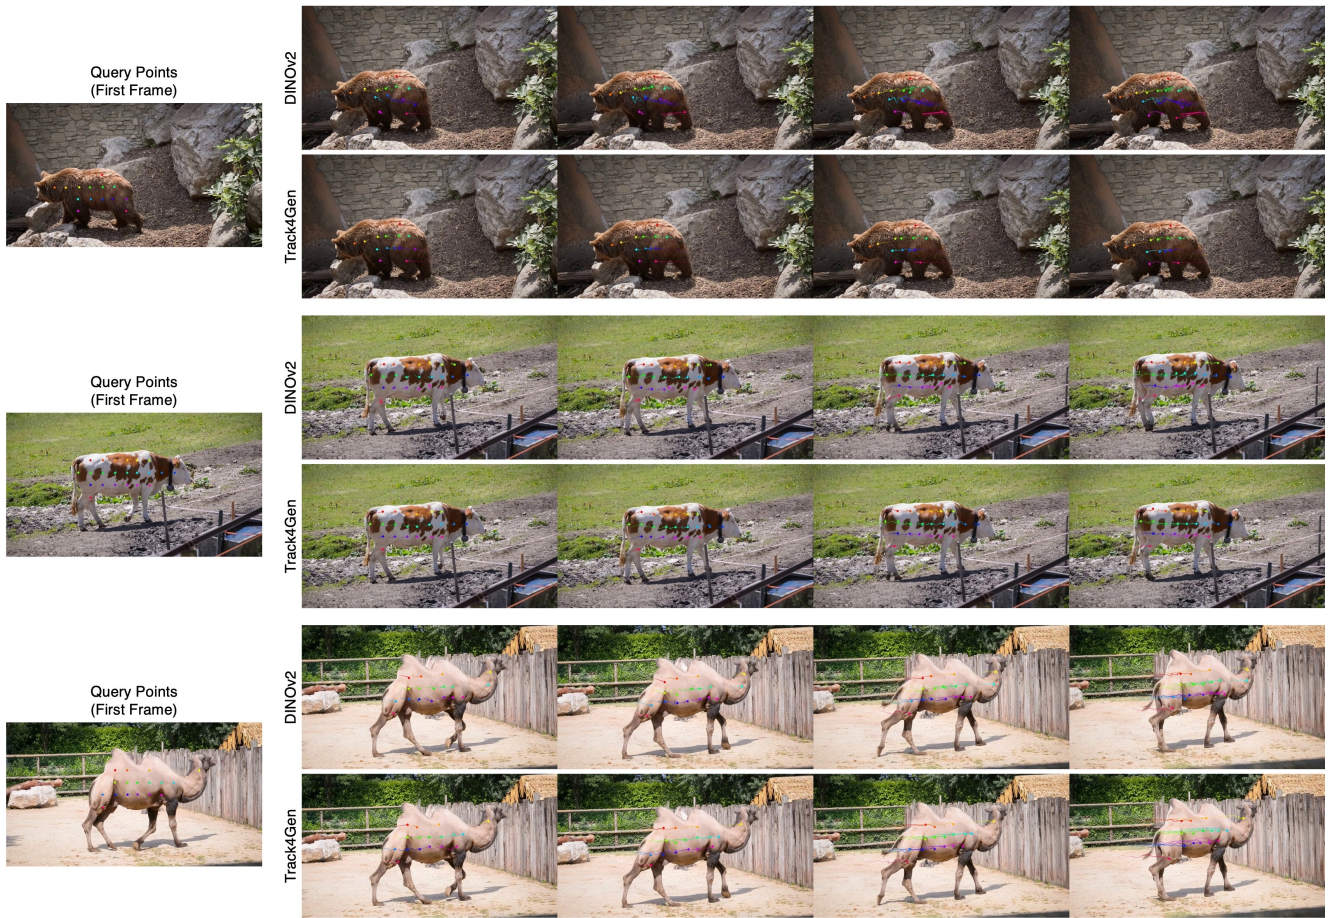 Query Points
(First Frame)
DINOv2
Track4Gen
Query Points
(First Frame)
DINOv2
Track4Gen
Query Points
(First Frame)
DINOv2
Track4Gen